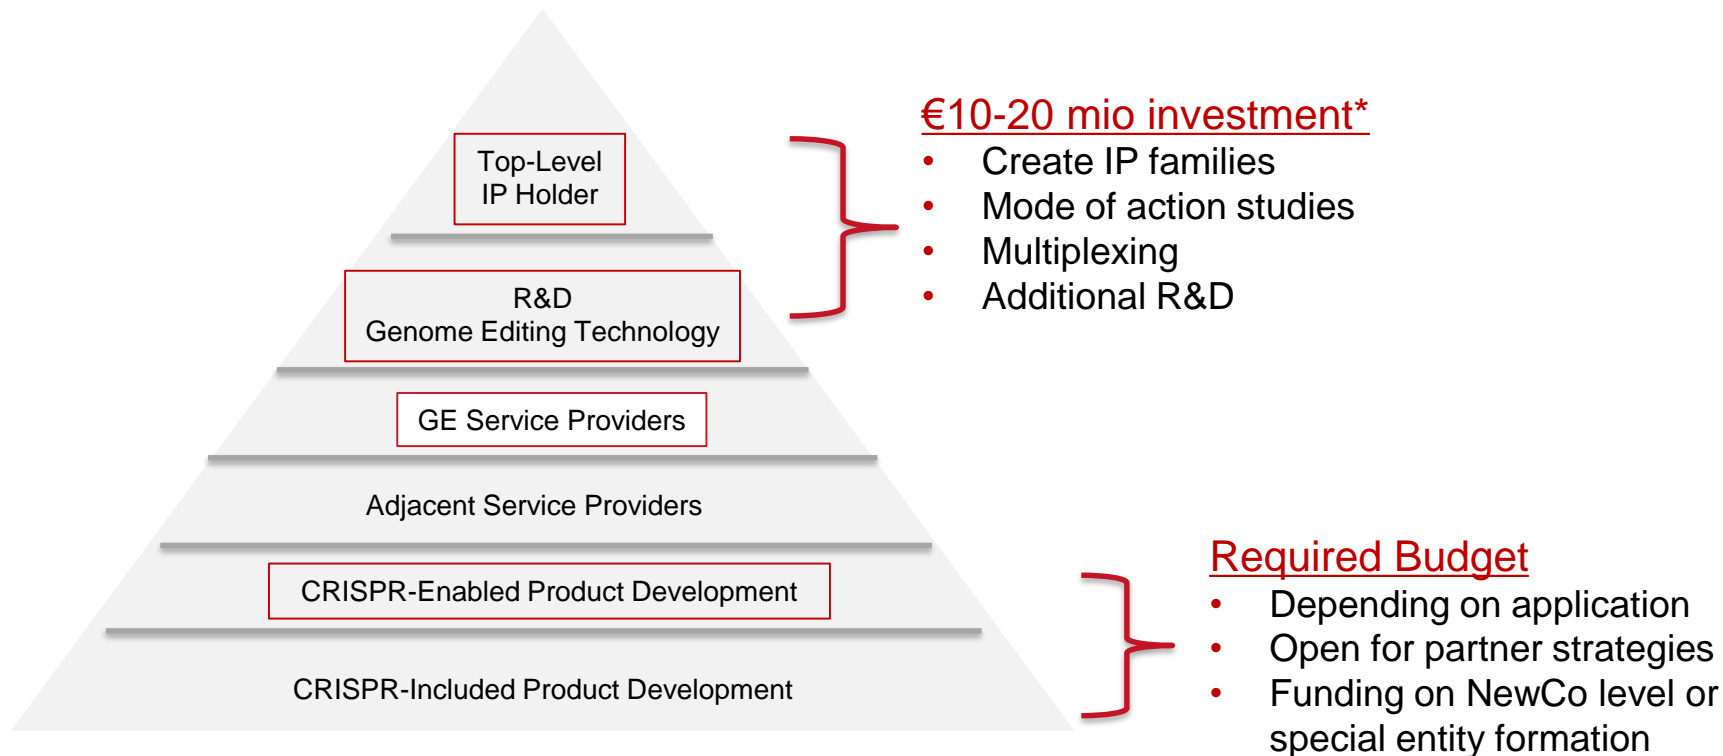 Top-Level
IP Holder
R&D
Genome Editing Technology
GE Service Providers
Adjacent Service Providers
CRISPR-Enabled Product Development
CRISPR-Included Product Development
€10-20 mio investment*
• Create IP families
• Mode of action studies
• Multiplexing
• Additional R&D
Required Budget
• Depending on application
• Open for partner strategies
• Funding on NewCo level or
special entity formation